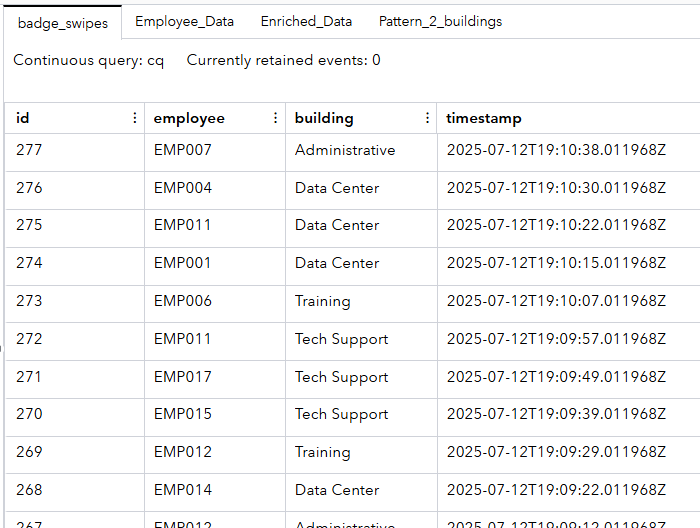 badge_swipes Employee_Data Enriched_Data Pattern_2_buildings
Continuous query: cq Currently retained events: 0
id employee building timestamp
277 EMP007 Administrative 2025-07-12T19:10:38.011968Z
276 EMP004 Data Center 2025-07-12T19:10:30.011968Z
275 EMP011 Data Center 2025-07-12T19:10:22.011968Z
274 EMP001 Data Center 2025-07-12T19:10:15.011968Z
273 EMP006 Training 2025-07-12T19:10:07.011968Z
272 EMP011 Tech Support 2025-07-12T19:09:57.011968Z
271 EMP017 Tech Support 2025-07-12T19:09:49.011968Z
270 EMP015 Tech Support 2025-07-12T19:09:39.011968Z
269 EMP012 Training 2025-07-12T19:09:29.011968Z
268 EMP014 Data Center 2025-07-12T19:09:22.011968Z
267 EMP012 Administrative 2025-07-12T19:09:12.011968Z